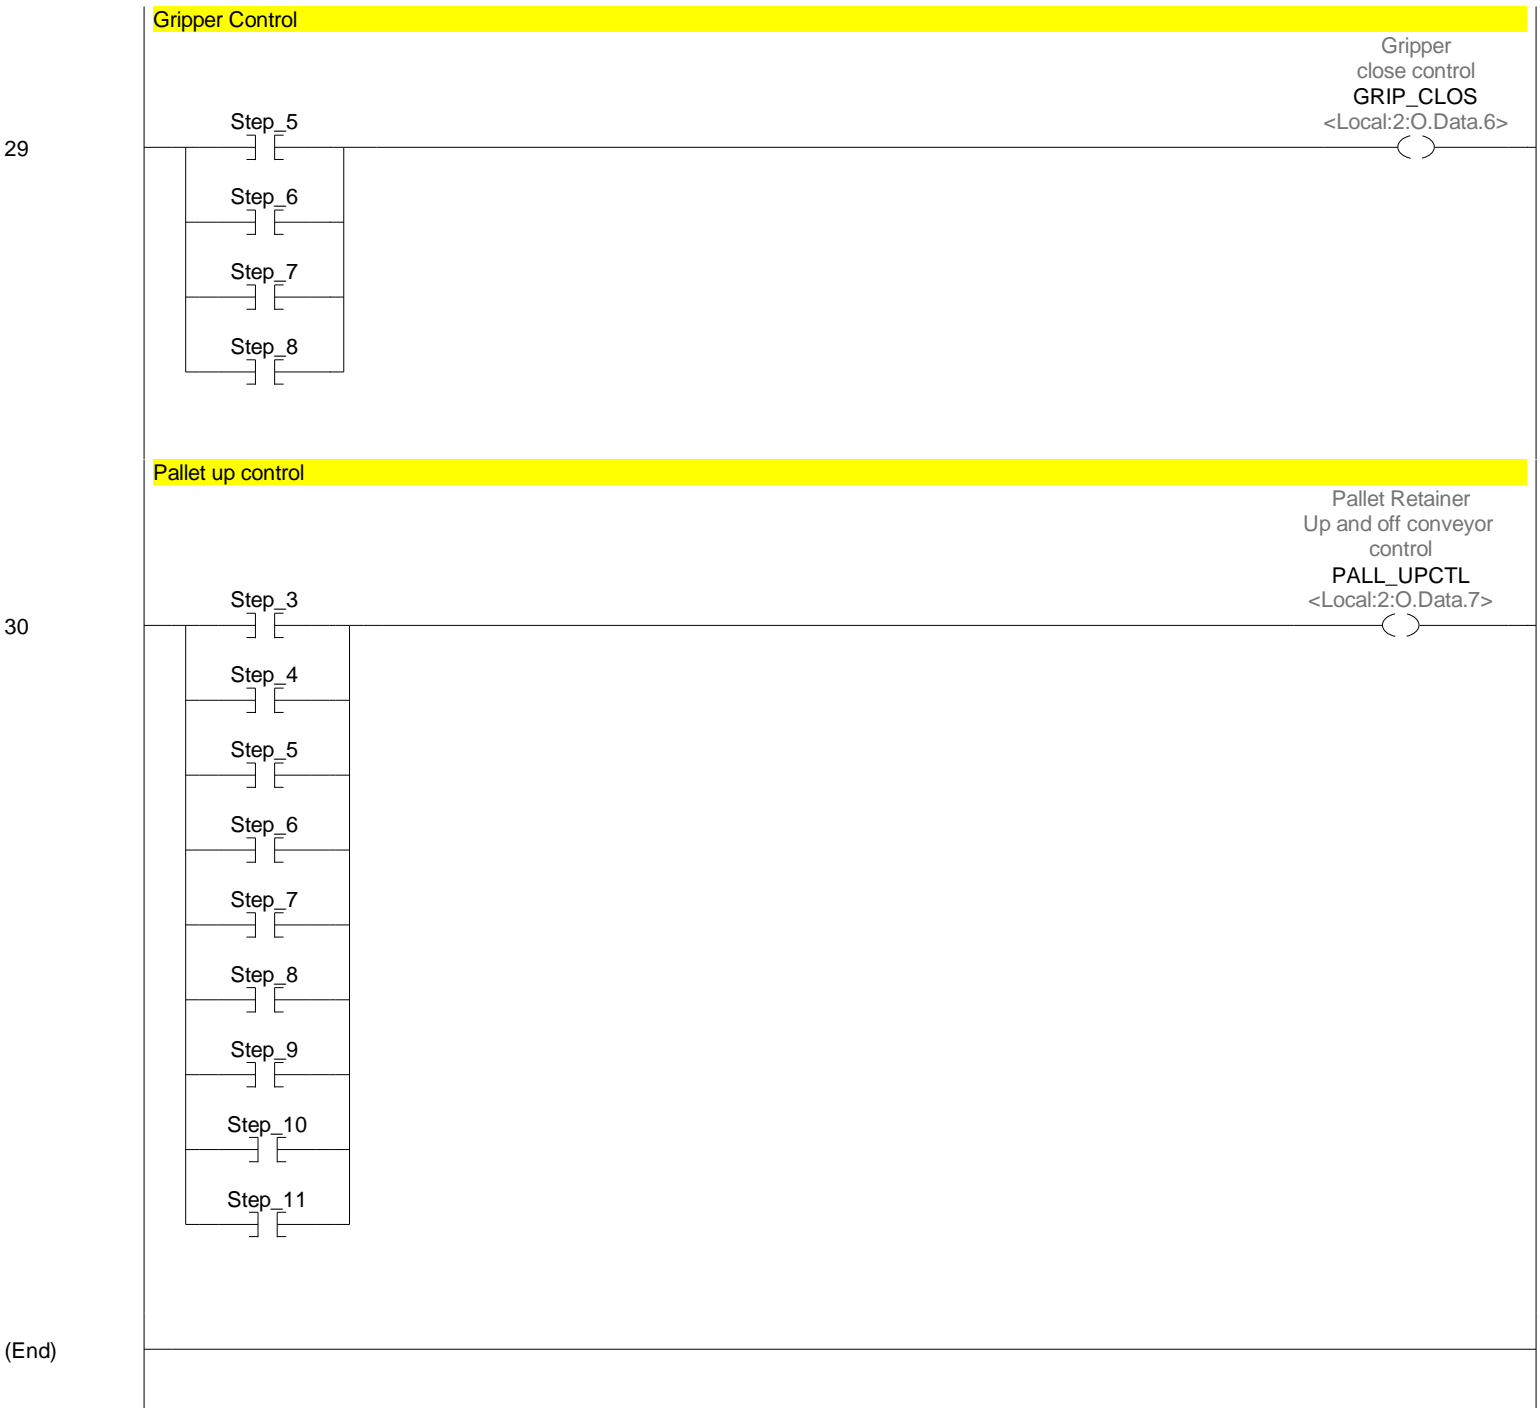 Gripper Control
Gripper
close control
GRIP_CLOS
<Local:2:O.Data.6>
Step_5
29
Step_6
Step_7
Step_8
Pallet up control
Pallet Retainer
Up and off conveyor
control
PALL_UPCTL
<Local:2:O.Data.7>
Step_3
30
Step_4
Step_5
Step_6
Step_7
Step_8
Step_9
Step_10
Step_11
(End)